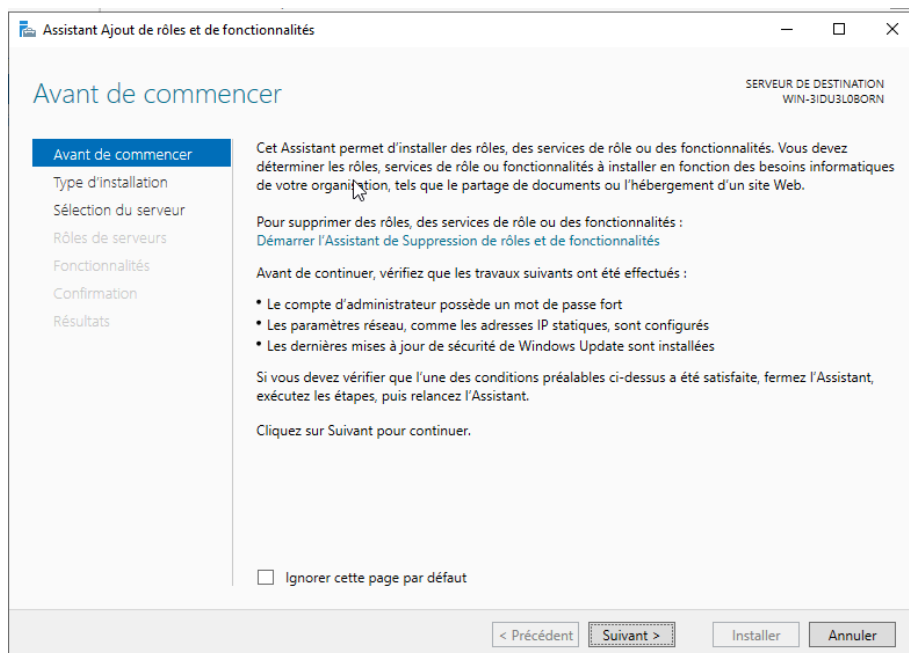 Assistant Ajout de rôles et de fonctionnalités
Avant de commencer
SERVEUR DE DESTINATION
WIN-3IDU3L0BORN
Avant de commencer
Type d'installation
Sélection du serveur
Rôles de serveurs
Fonctionnalités
Confirmation
Résultats
Cet Assistant permet d'installer des rôles, des services de rôle ou des fonctionnalités. Vous devez
déterminer les rôles, services de rôle ou fonctionnalités à installer en fonction des besoins informatiques
de votre organisation, tels que le partage de documents ou l'hébergement d'un site Web.
Pour supprimer des rôles, des services de rôle ou des fonctionnalités :
Démarrer l'Assistant de Suppression de rôles et de fonctionnalités
Avant de continuer, vérifiez que les travaux suivants ont été effectués :
• Le compte d'administrateur possède un mot de passe fort
• Les paramètres réseau, comme les adresses IP statiques, sont configurés
• Les dernières mises à jour de sécurité de Windows Update sont installées
Si vous devez vérifier que l'une des conditions préalables ci-dessus a été satisfaite, fermez l'Assistant,
exécutez les étapes, puis relancez l'Assistant.
Cliquez sur Suivant pour continuer.
Ignorer cette page par défaut
< Précédent
Suivant >
Installer
Annuler